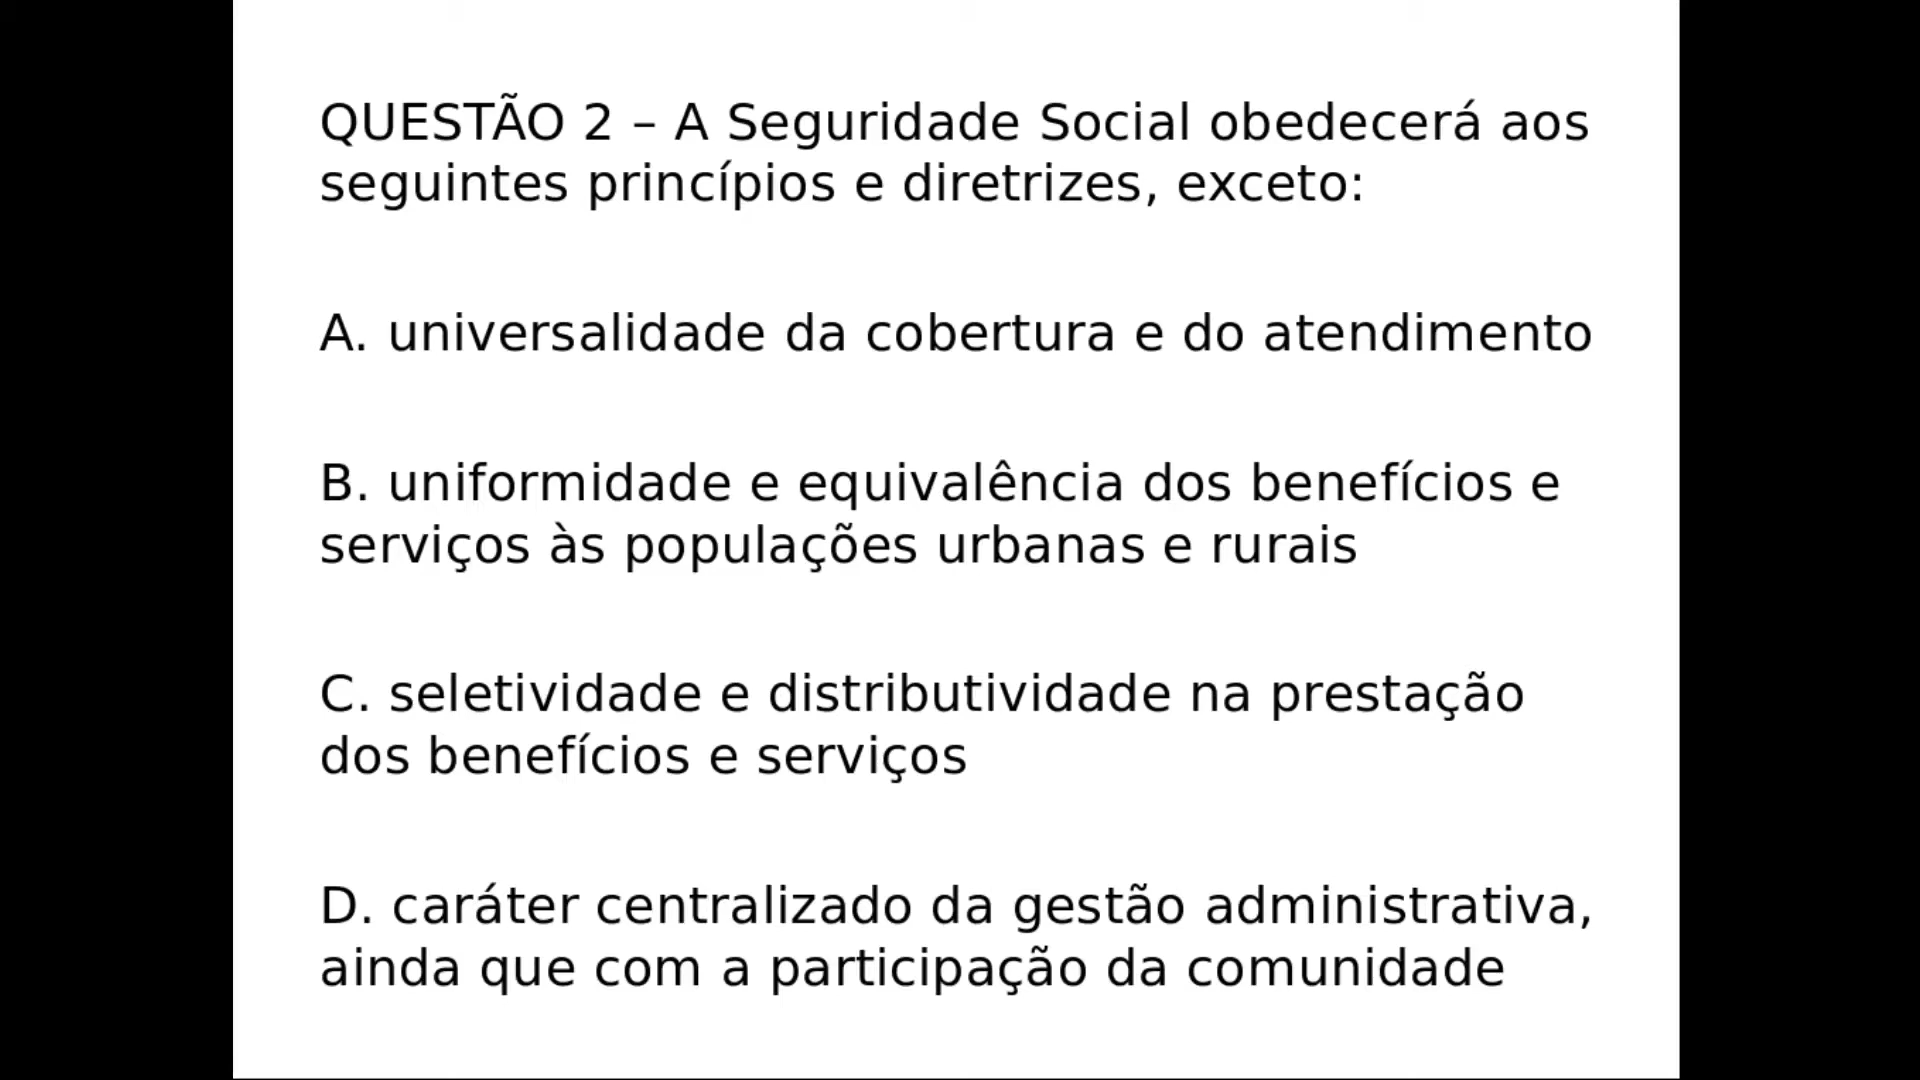 QUESTÃO 2 – A Seguridade Social obedecerá aos
seguintes princípios e diretrizes, exceto:
A. universalidade da cobertura e do atendimento
B. uniformidade e equivalência dos benefícios e
serviços às populações urbanas e rurais
C. seletividade e distributividade na prestação
dos benefícios e serviços
D. caráter centralizado da gestão administrativa,
ainda que com a participação da comunidade